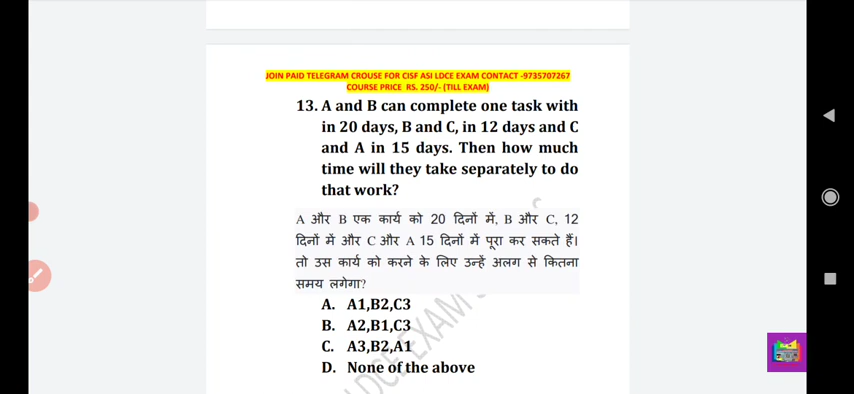 JOIN PAID TELEGRAM CROUSE FOR CISF ASI LDCE EXAM CONTACT -9735707267
COURSE PRICE RS. 250/- (TILL EXAM)
13. A and B can complete one task with
in 20 days, B and C, in 12 days and C
and A in 15 days. Then how much
time will they take separately to do
that work?
A और B एक कार्य को 20 दिनों में, B और C, 12
दिनों में और C और A 15 दिनों में पूरा कर सकते हैं।
तो उस कार्य को करने के लिए उन्हें अलग से कितना
समय लगेगा?
A. A1,B2,C3
B. A2,B1,C3
C. A3,B2,A1
D. None of the above
LDCE EXAM